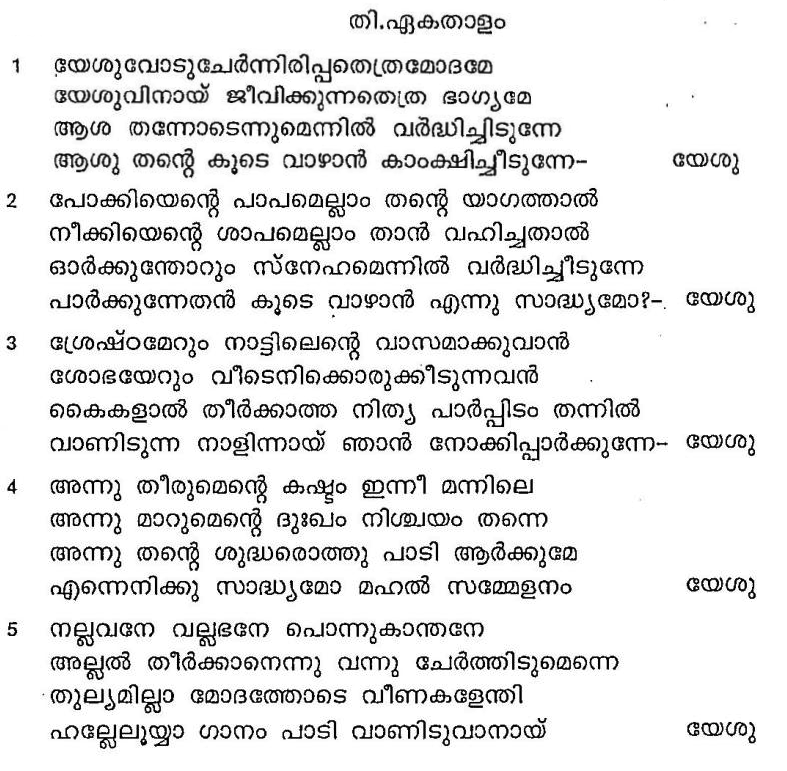 തി.ഏകതാളം
1 യേശുവോടുചേർന്നിരിപ്പതെത്രമോദമേ
യേശുവിനായ് ജീവിക്കുന്നതെത്ര ഭാഗ്യമേ
ആശ തന്നോടെന്നുമെന്നിൽ വർദ്ധിച്ചിടുന്നേ
ആശു തന്റെ കൂടെ വാഴാൻ കാംക്ഷിച്ചീടുന്നേ– യേശു
2 പോക്കിയെന്റെ പാപമെല്ലാം തന്റെ യാഗത്താൽ
നീക്കിയെന്റെ ശാപമെല്ലാം താൻ വഹിച്ചതാൽ
ഓർക്കുന്തോറും സ്നേഹമെന്നിൽ വർദ്ധിച്ചീടുന്നേ
പാർക്കുന്നേതൻ കൂടെ വാഴാൻ എന്നു സാദ്ധ്യമോ?–. യേശു
3 ശ്രേഷ്ഠമേറും നാട്ടിലെന്റെ വാസമാക്കുവാൻ
ശോഭയേറും വീടെനിക്കൊരുക്കീടുന്നവൻ
കൈകളാൽ തീർക്കാത്ത നിത്യ പാർപ്പിടം തന്നിൽ
വാണിടുന്ന നാളിന്നായ് ഞാൻ നോക്കിപ്പാർക്കുന്നേ– യേശു
4 അന്നു തീരുമെന്റെ കഷ്ടം ഇന്നീ മന്നിലെ
അന്നു മാറുമെന്റെ ദുഃഖം നിശ്ചയം തന്നെ
അന്നു തന്റെ ശുദ്ധരൊത്തു പാടി ആർക്കുമേ
എന്നെനിക്കു സാദ്ധ്യമോ മഹൽ സമ്മേളനം യേശു
5 നല്ലവനേ വല്ലഭനേ പൊന്നുകാന്തനേ
അല്ലൽ തീർക്കാനെന്നു വന്നു ചേർത്തിടുമെന്നെ
തുല്യമില്ലാ മോദത്തോടെ വീണകളേന്തി
ഹല്ലേലൂയ്യാ ഗാനം പാടി വാണിടുവാനായ് യേശു